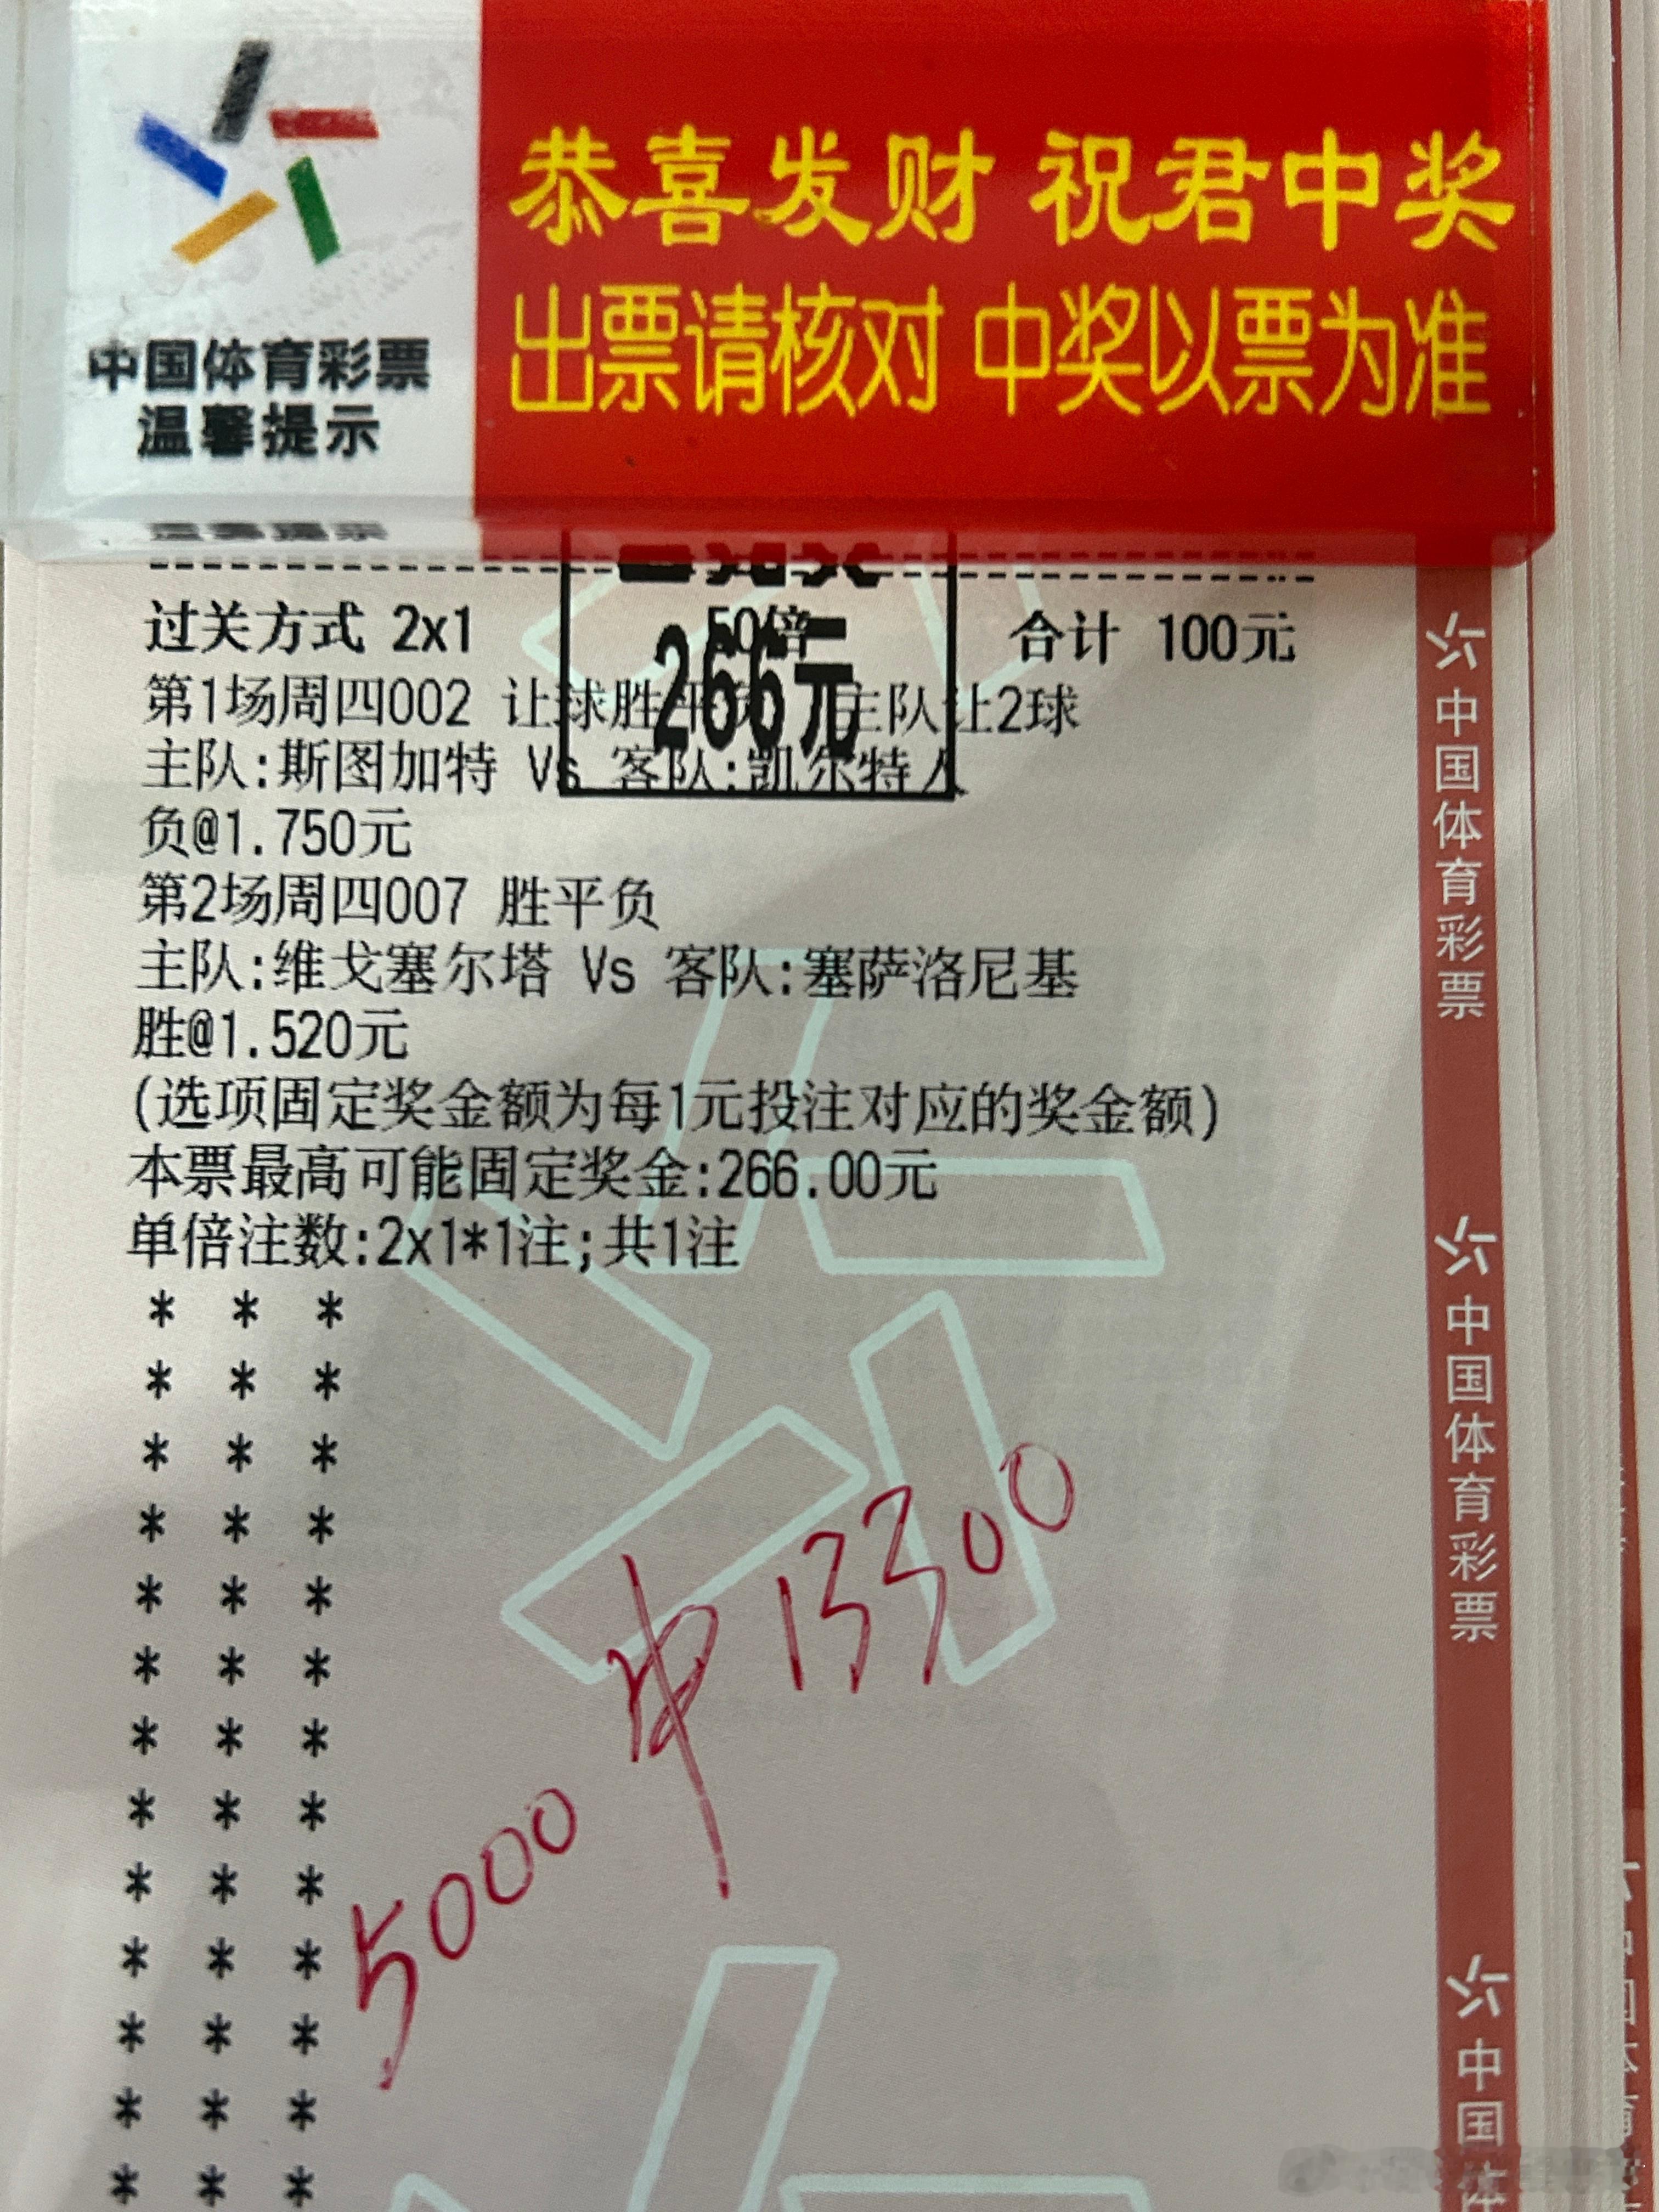 恭喜发财 祝君中奖
出票请核对 中奖以票为准
中国体育彩票
温馨提示
过关方式 2x1 50倍 合计 100元
266元
第1场周四002 让球胜平负 主队让2球
主队:斯图加特 Vs 客队:凯尔特人
负@1.750元
第2场周四007 胜平负
主队:维戈塞尔塔 Vs 客队:塞萨洛尼基
胜@1.520元
(选项固定奖金额为每1元投注对应的奖金额)
本票最高可能固定奖金:266.00元
单倍注数:2x1*1注;共1注
* * *
* * *
* * *
* * *
* * *
* * *
* * *
* * *
* * *
* * *
* * *
* * *
* * *
5000 中 13300
中国体育彩票
中国体育彩票
中国体